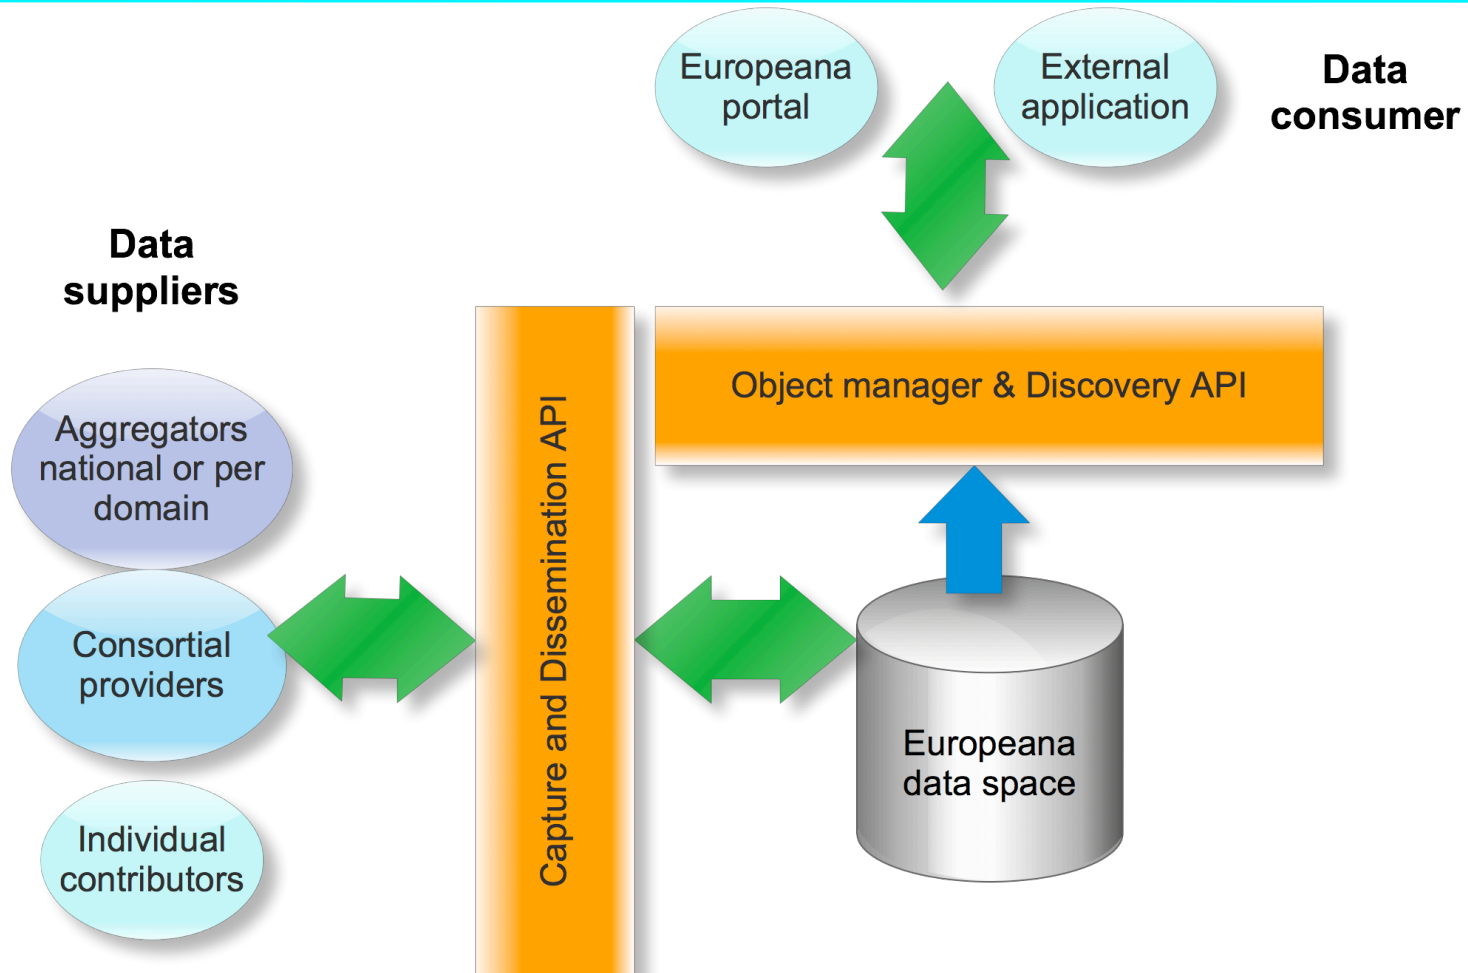 Europeana
portal
External
application
Data
consumer
Data
suppliers
Object manager & Discovery API
Aggregators
national or per
domain
Capture and Dissemination API
Consortial
providers
Europeana
data space
Individual
contributors